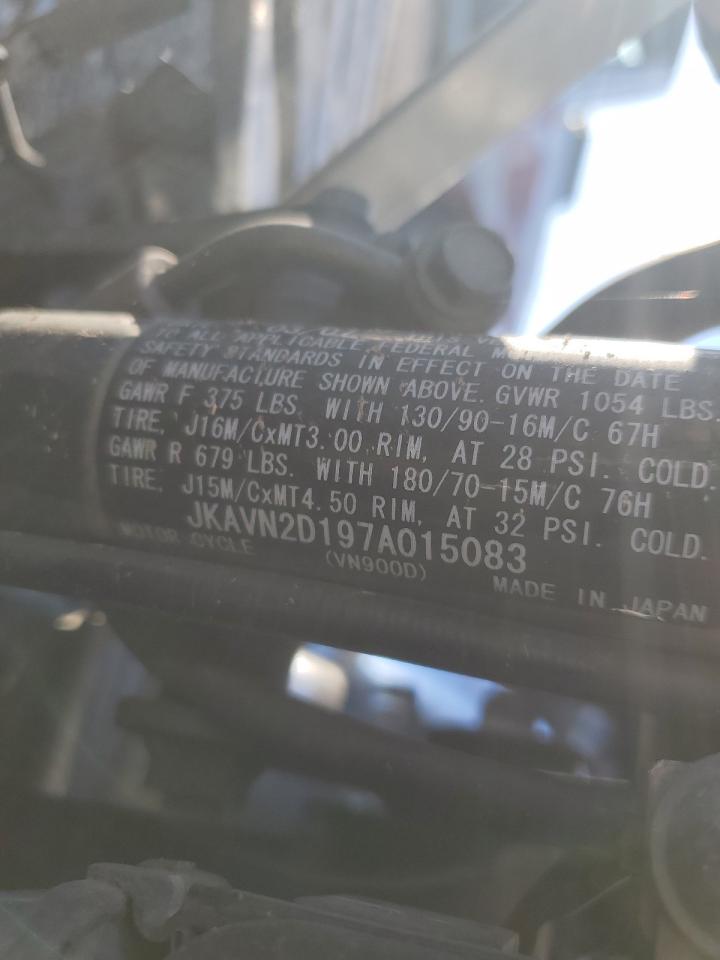 TO ALL APPLICABLE FEDERAL
SAFETY STANDARDS IN EFFECT ON THE DATE
OF MANUFACTURE SHOWN ABOVE. GVWR 1054 LBS.
GAWR F 375 LBS. WITH 130/90-16M/C 67H
TIRE, J16M/CxMT3.00 RIM, AT 28 PSI. COLD.
GAWR R 679 LBS. WITH 180/70-15M/C 76H
TIRE, J15M/CxMT4.50 RIM, AT 32 PSI. COLD.
JKAVN2D197A015083
MOTOR CYCLE (VN900D) MADE IN JAPAN